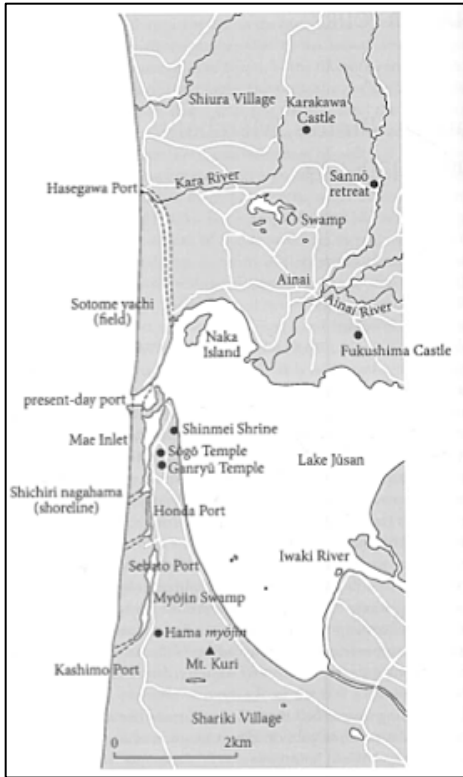 Shiura Village
Karakawa
Castle
Sannō
retreat
Kara River
Hasegawa Port
Ō Swamp
Ainai
Sotome yachi
(field)
Ainai River
Naka
Island
Fukushima Castle
present-day port
Mae Inlet
Shinmei Shrine
Sōgō Temple
Ganryū Temple
Lake Jūsan
Shichiri nagahama
(shoreline)
Honda Port
Iwaki River
Sebato Port
Myōjin Swamp
Hama myōjin
Mt. Kuri
Kashimo Port
Shariki Village
0 2km